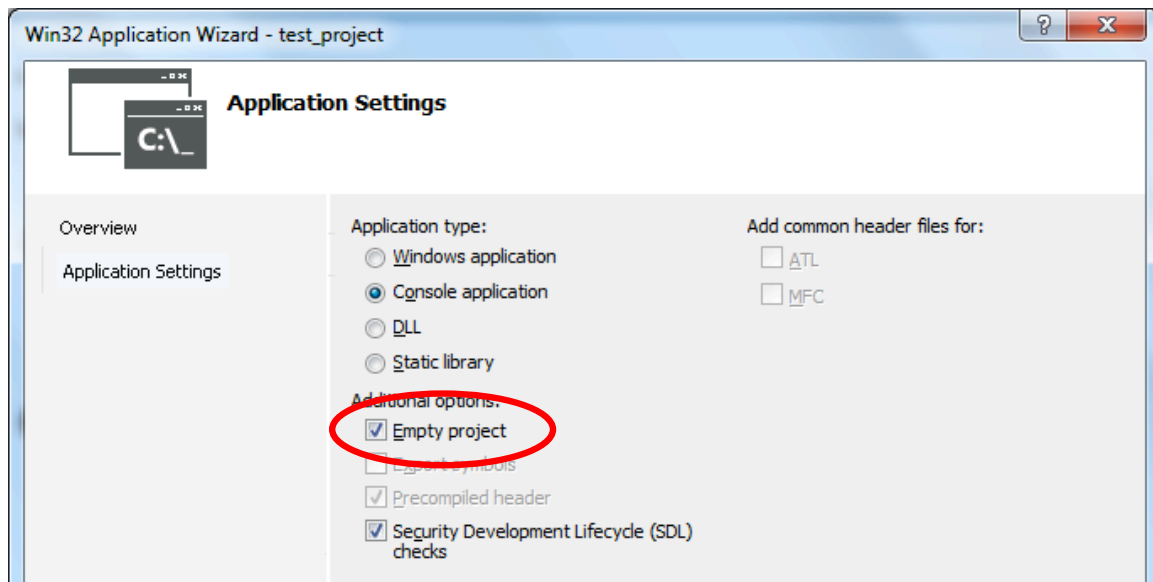 Win32 Application Wizard - test_project
C:\_
Application Settings
Overview
Application Settings
Application type:
Windows application
Console application
DLL
Static library
Additional options:
Empty project
Export symbols
Precompiled header
Security Development Lifecycle (SDL)
checks
Add common header files for:
ATL
MFC